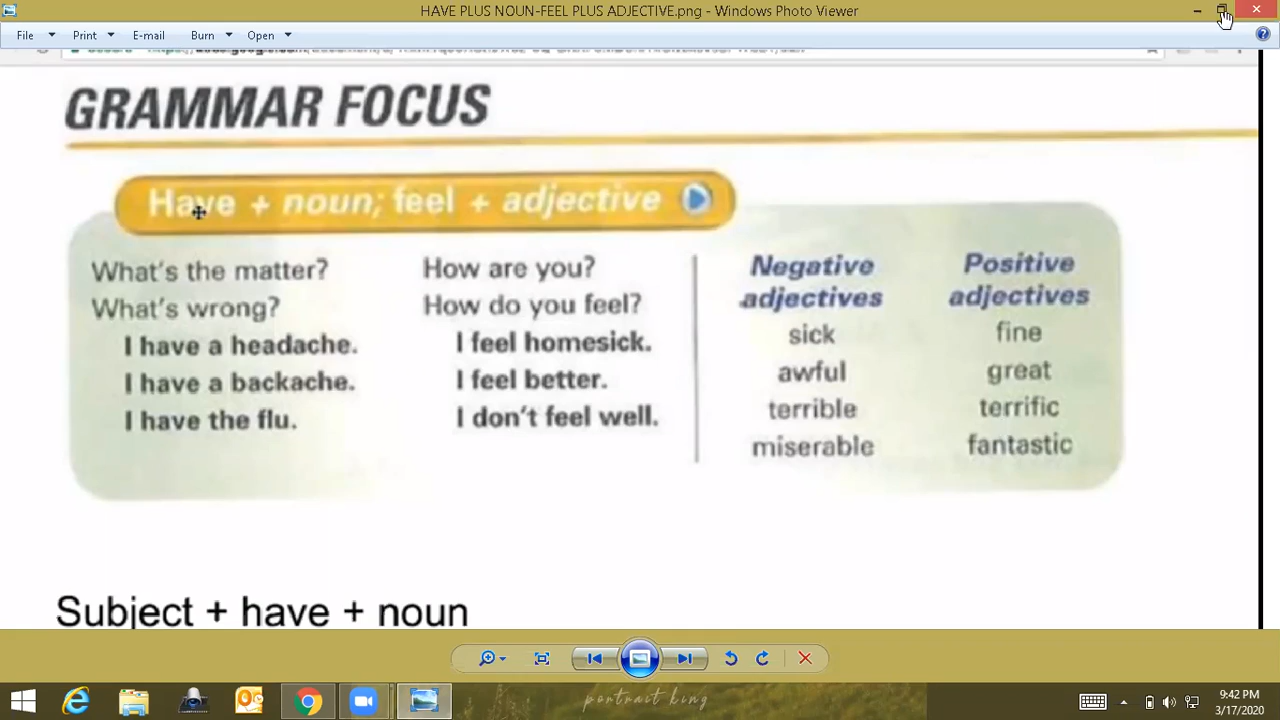 HAVE PLUS NOUN-FEEL PLUS ADJECTIVE.png - Windows Photo Viewer
File Print E-mail Burn Open
GRAMMAR FOCUS
Have + noun; feel + adjective
What's the matter?
What's wrong?
I have a headache.
I have a backache.
I have the flu.
How are you?
How do you feel?
I feel homesick.
I feel better.
I don't feel well.
Negative
adjectives
sick
awful
terrible
miserable
Positive
adjectives
fine
great
terrific
fantastic
Subject + have + noun
portrait king
9:42 PM
3/17/2020